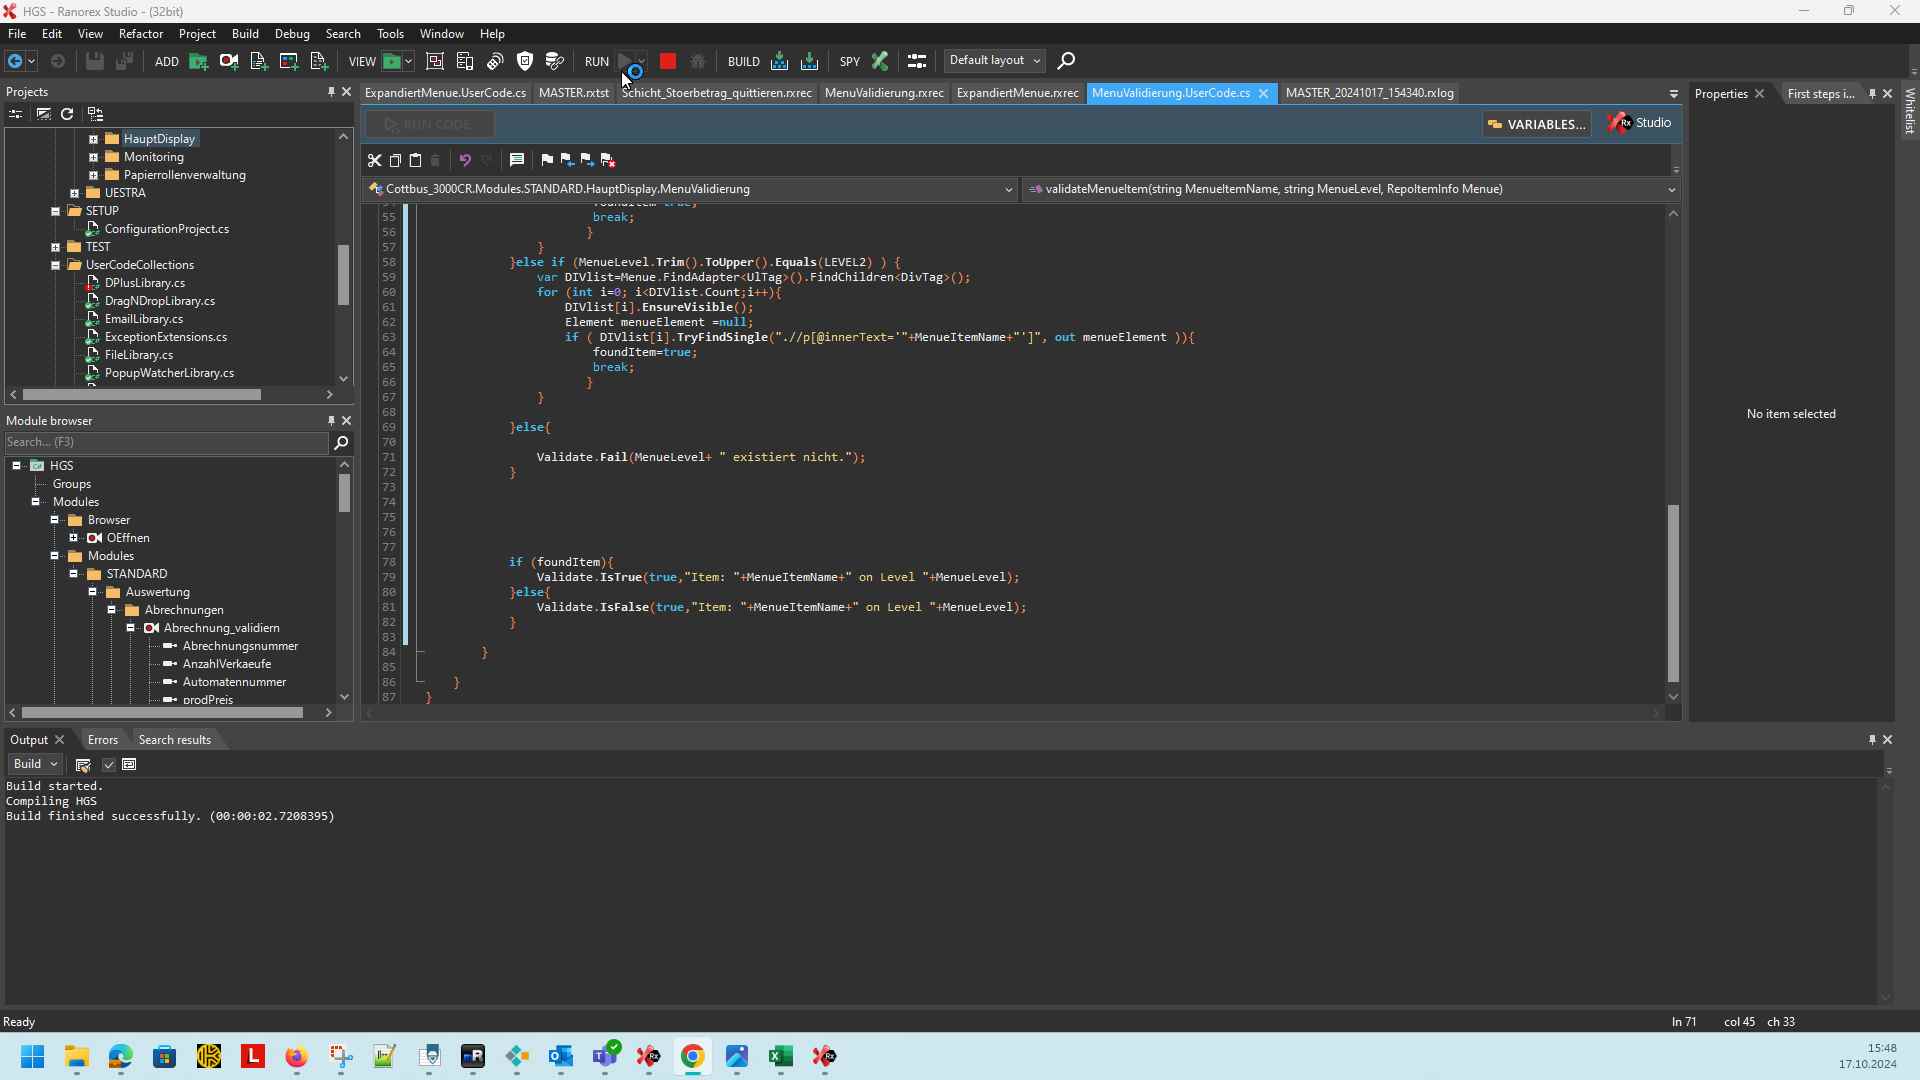 HGS - Ranorex Studio - (32bit)
File Edit View Refactor Project Build Debug Search Tools Window Help
ADD VIEW RUN BUILD SPY Default layout
Projects
HauptDisplay
Monitoring
Papierrollenverwaltung
UESTRA
SETUP
ConfigurationProject.cs
TEST
UserCodeCollections
DPlusLibrary.cs
DragNDropLibrary.cs
EmailLibrary.cs
ExceptionExtensions.cs
FileLibrary.cs
PopupWatcherLibrary.cs
Module browser
Search... (F3)
HGS
Groups
Modules
Browser
OEffnen
Modules
STANDARD
Auswertung
Abrechnungen
Abrechnung_validiern
Abrechnungsnummer
AnzahlVerkaeufe
Automatennummer
prodPreis
ExpandiertMenue.UserCode.cs MASTER.rxtst Schicht_Stoerbetrag_quittieren.rxrec MenuValidierung.rxrec ExpandiertMenue.rxrec MenuValidierung.UserCode.cs MASTER_20241017_154340.rxlog
RUN CODE VARIABLES... Rx Studio
Cottbus_3000CR.Modules.STANDARD.HauptDisplay.MenuValidierung validateMenueItem(string MenueItemName, string MenueLevel, RepoItemInfo Menue)
54 foundItem=true;
55 break;
56 }
57 }
58 }else if (MenueLevel.Trim().ToUpper().Equals(LEVEL2) ) {
59 var DIVlist=Menue.FindAdapter<UlTag>().FindChildren<DivTag>();
60 for (int i=0; i<DIVlist.Count;i++){
61 DIVlist[i].EnsureVisible();
62 Element menueElement =null;
63 if ( DIVlist[i].TryFindSingle(".//p[@innerText='"+MenueItemName+"']", out menueElement )){
64 foundItem=true;
65 break;
66 }
67 }
68
69 }else{
70
71 Validate.Fail(MenueLevel+ " existiert nicht.");
72 }
73
74
75
76
77
78 if (foundItem){
79 Validate.IsTrue(true,"Item: "+MenueItemName+" on Level "+MenueLevel);
80 }else{
81 Validate.IsFalse(true,"Item: "+MenueItemName+" on Level "+MenueLevel);
82 }
83
84 }
85
86 }
87 }
Properties First steps i...
No item selected
Whitelist
Output Errors Search results
Build
Build started.
Compiling HGS
Build finished successfully. (00:00:02.7208395)
Ready ln 71 col 45 ch 33
15:48
17.10.2024